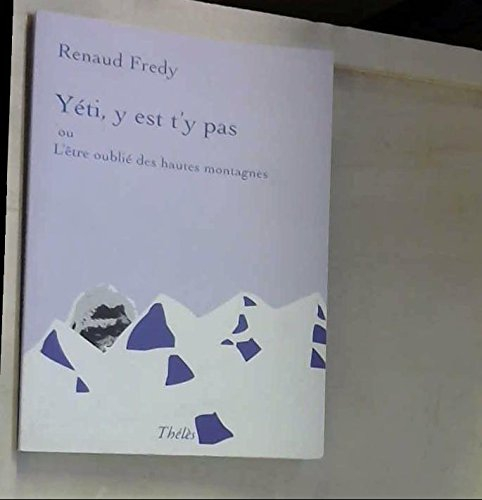 Renaud Fredy
Yéti, y est t'y pas
ou
L'être oublié des hautes montagnes
Thélès